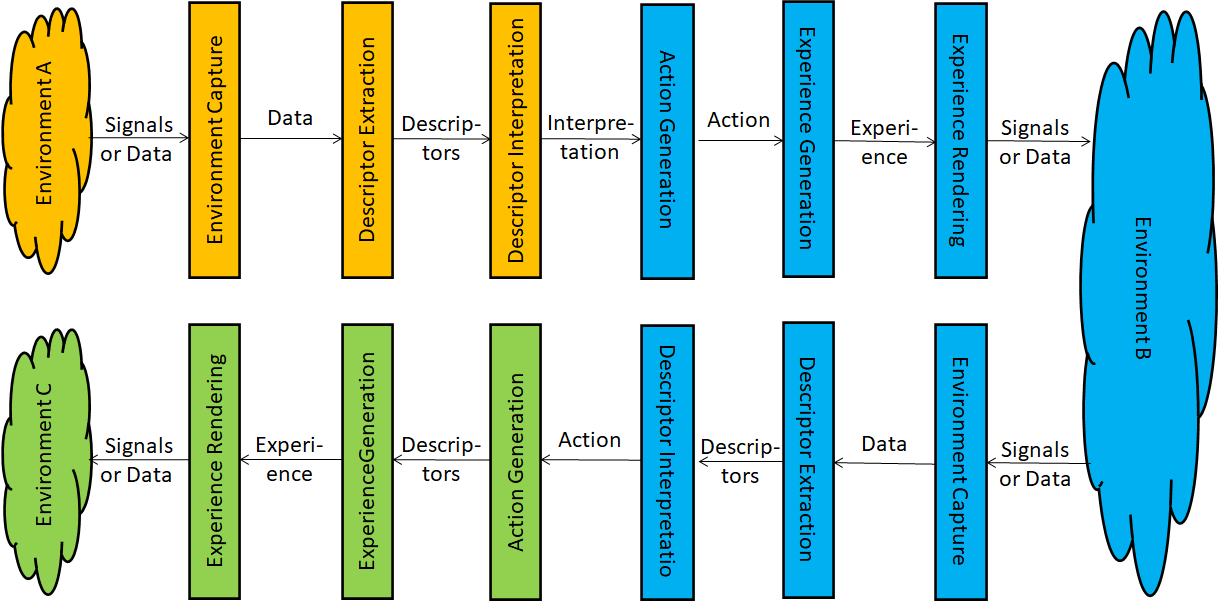 Environment A
Signals
or Data
Environment Capture
Data
Descriptor Extraction
Descrip-
tors
Descriptor Interpretation
Interpre-
tation
Action Generation
Action
Experience Generation
Experi-
ence
Experience Rendering
Signals
or Data
Environment B
Signals
or Data
Environment Capture
Data
Descriptor Extraction
Descrip-
tors
Descriptor Interpretatio
Action
Action Generation
Descrip-
tors
ExperienceGeneration
Experi-
ence
Experience Rendering
Signals
or Data
Environment C